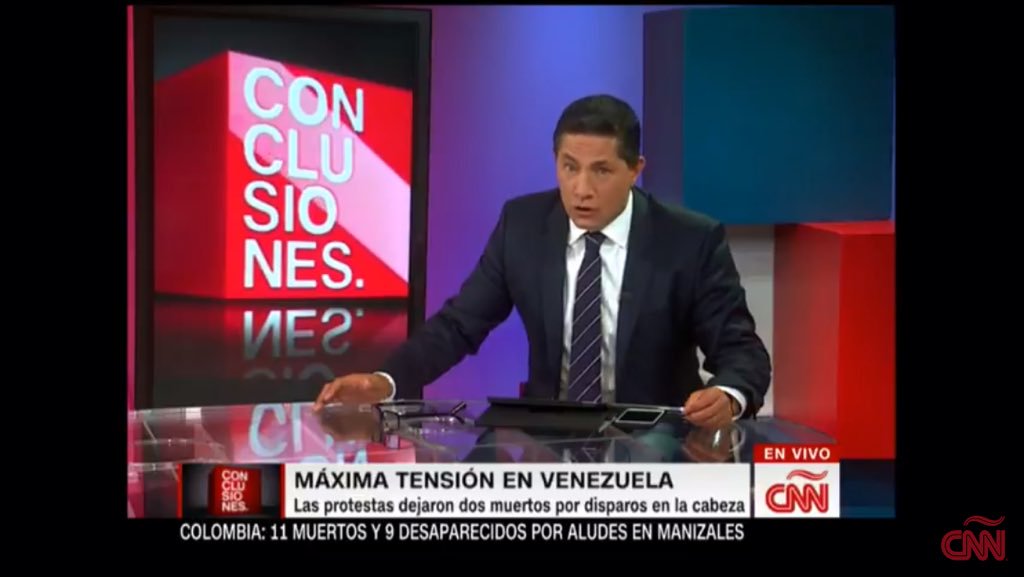 CON
CLU
SIO
NES.
CON
CLU
SIO
NES.
MÁXIMA TENSIÓN EN VENEZUELA
Las protestas dejaron dos muertos por disparos en la cabeza
EN VIVO
CNN
COLOMBIA: 11 MUERTOS Y 9 DESAPARECIDOS POR ALUDES EN MANIZALES
CNN